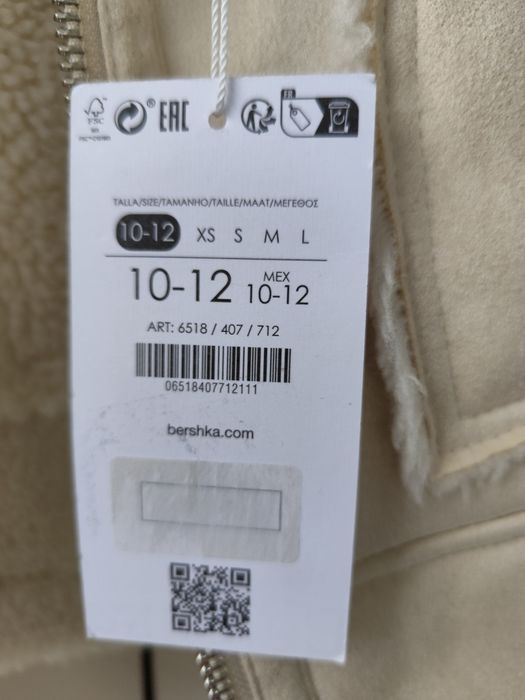 FSC
® EAC
FR
TALLA/SIZE/TAMANHO/TAILLE/MAAT/ΜΕΓΕΘΟΣ
10-12 XS S M L
10-12 MEX 10-12
ART: 6518 / 407 / 712
06518407712111
bershka.com